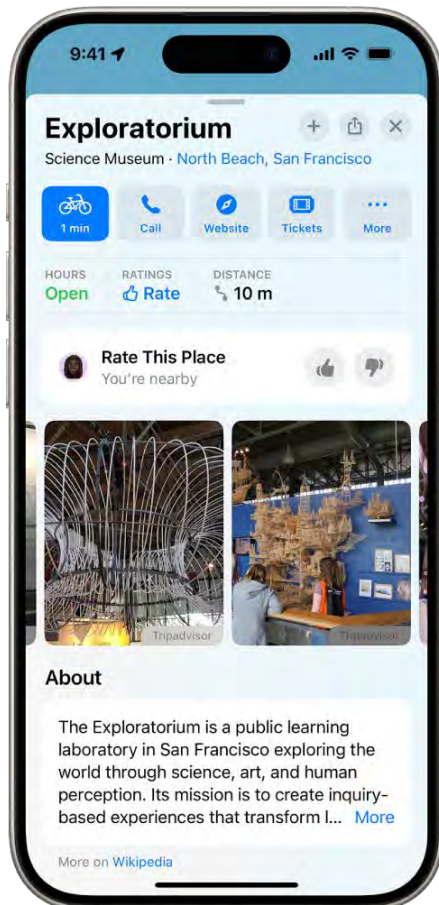 9:41
Exploratorium
Science Museum · North Beach, San Francisco
1 min
Call
Website
Tickets
More
HOURS
RATINGS
DISTANCE
Open
Rate
10 m
Rate This Place
You're nearby
Tripadvisor
Tripadvisor
About
The Exploratorium is a public learning
laboratory in San Francisco exploring the
world through science, art, and human
perception. Its mission is to create inquiry-
based experiences that transform l... More
More on Wikipedia